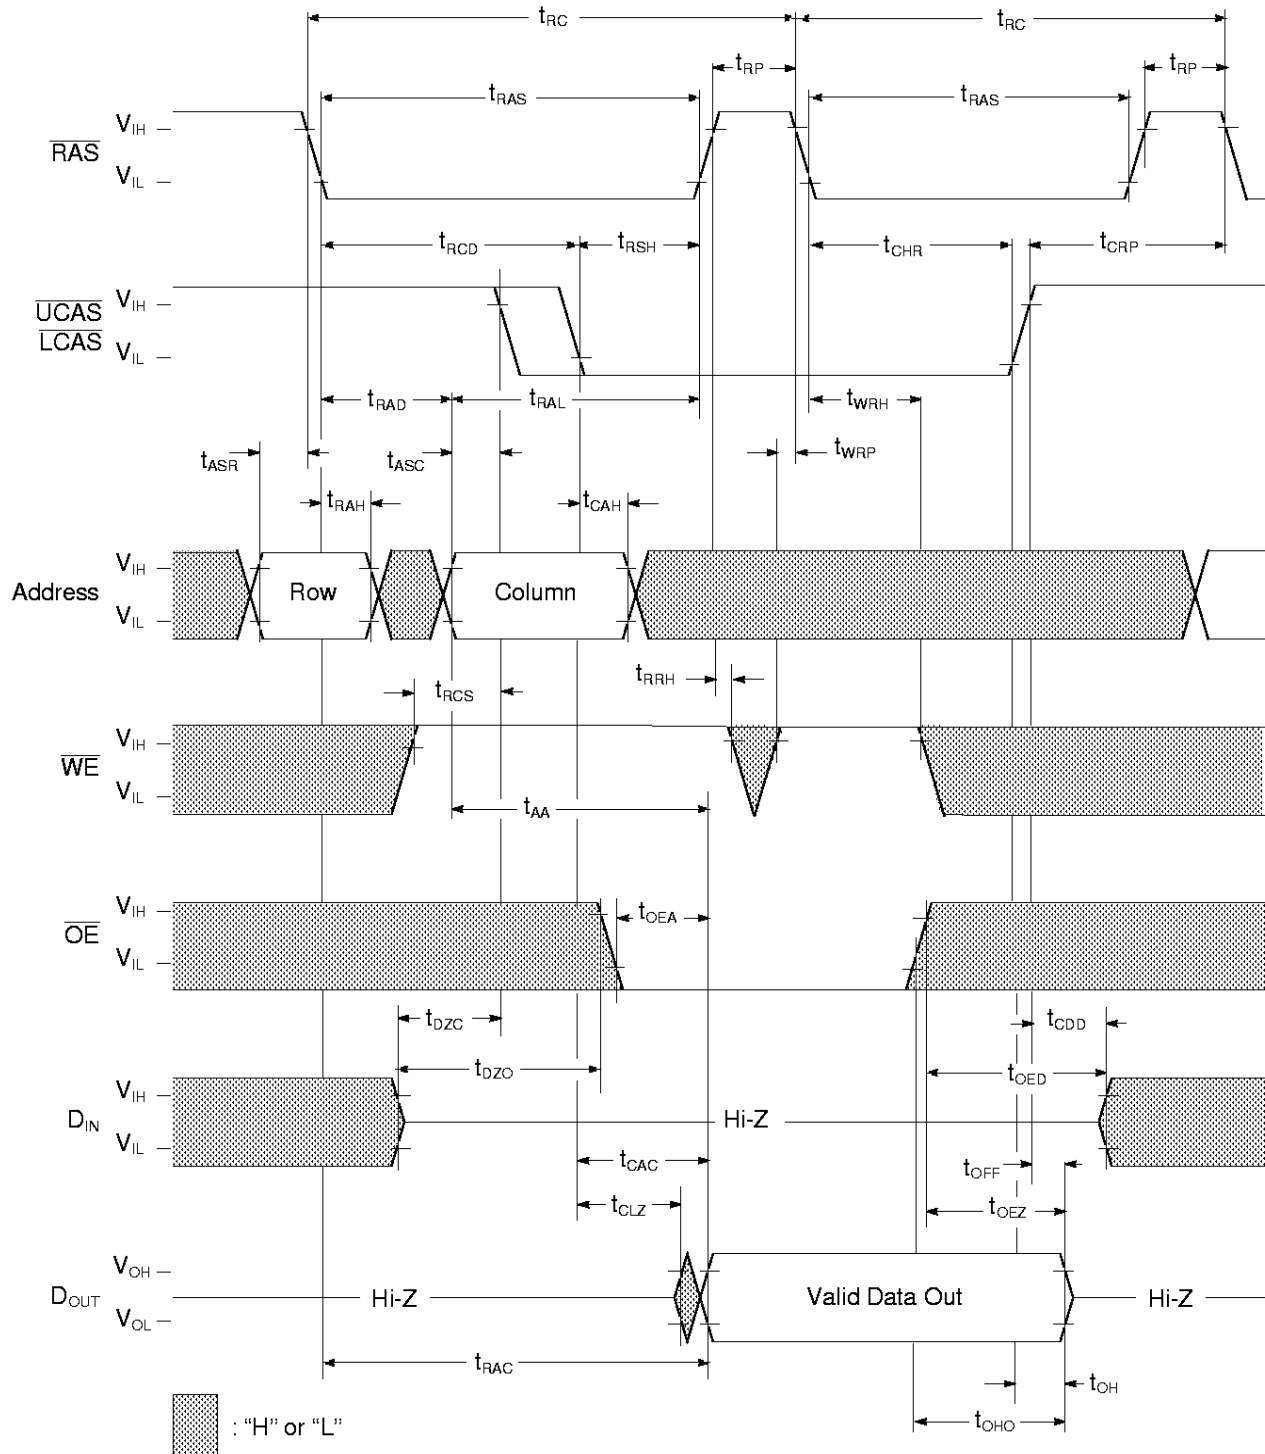 tRC
tRC
tRP
tRP
tRAS
tRAS
VIH
RAS
VIL
tRCD
tRSH
tCHR
tCRP
VIH
UCAS
LCAS
VIL
tRAD
tRAL
tWRH
tASR
tASC
tWRP
tRAH
tCAH
VIH
Address
Row
Column
VIL
tRRH
tRCS
VIH
WE
VIL
tAA
VIH
tOEA
OE
VIL
tDZC
tCDD
tDZO
tOED
VIH
DIN
Hi-Z
VIL
tCAC
tOFF
tCLZ
tOEZ
VOH
DOUT
Hi-Z
Valid Data Out
Hi-Z
VOL
tRAC
tOH
tOHO
: “H” or “L”